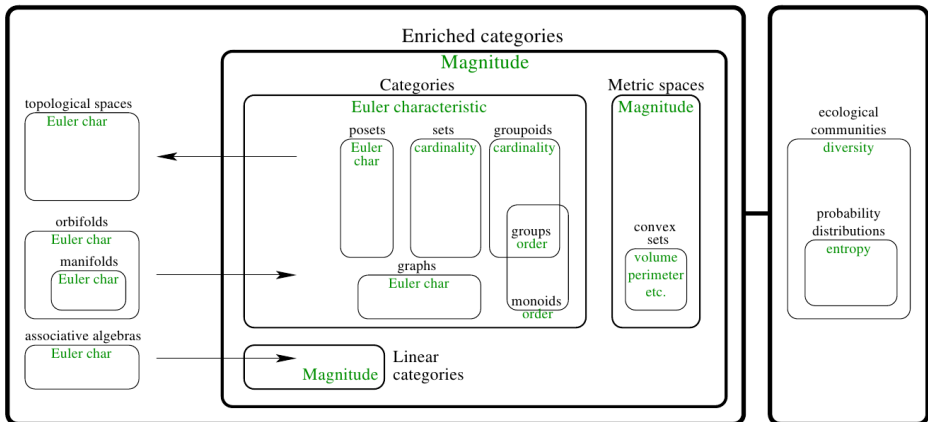 Enriched categories
Magnitude
Categories
Euler characteristic
posets
Euler
char
sets
cardinality
groupoids
cardinality
groups
order
monoids
order
graphs
Euler char
Metric spaces
Magnitude
convex
sets
volume
perimeter
etc.
Linear
categories
Magnitude
topological spaces
Euler char
orbifolds
Euler char
manifolds
Euler char
associative algebras
Euler char
ecological
communities
diversity
probability
distributions
entropy